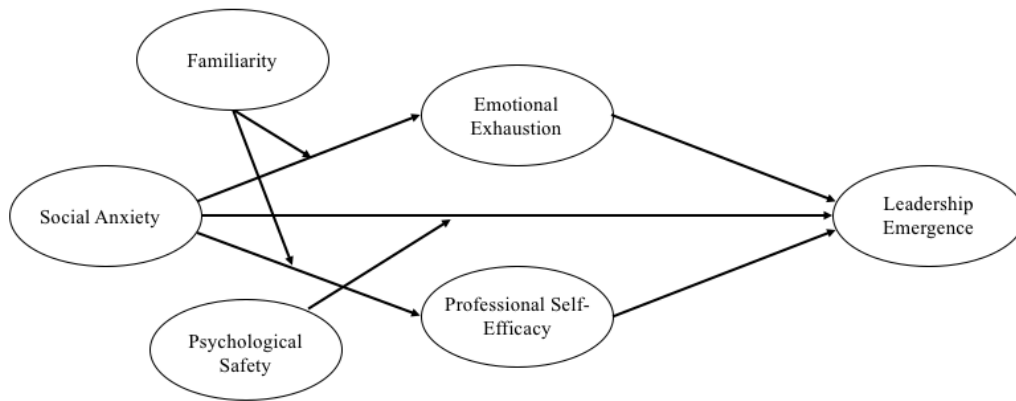 Familiarity
Emotional
Exhaustion
Social Anxiety
Leadership
Emergence
Professional Self-
Efficacy
Psychological
Safety